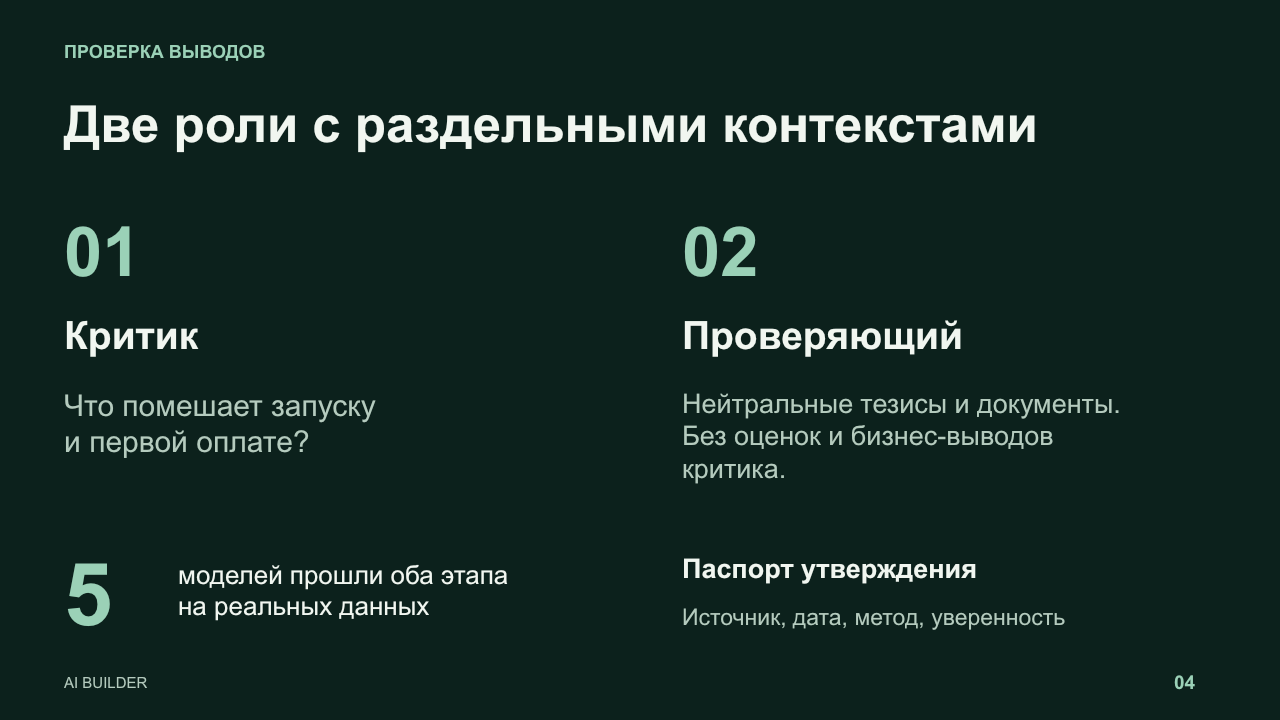 ПРОВЕРКА ВЫВОДОВ
Две роли с раздельными контекстами
01
Критик
Что помешает запуску
и первой оплате?
02
Проверяющий
Нейтральные тезисы и документы.
Без оценок и бизнес-выводов
критика.
5
моделей прошли оба этапа
на реальных данных
Паспорт утверждения
Источник, дата, метод, уверенность
AI BUILDER
04